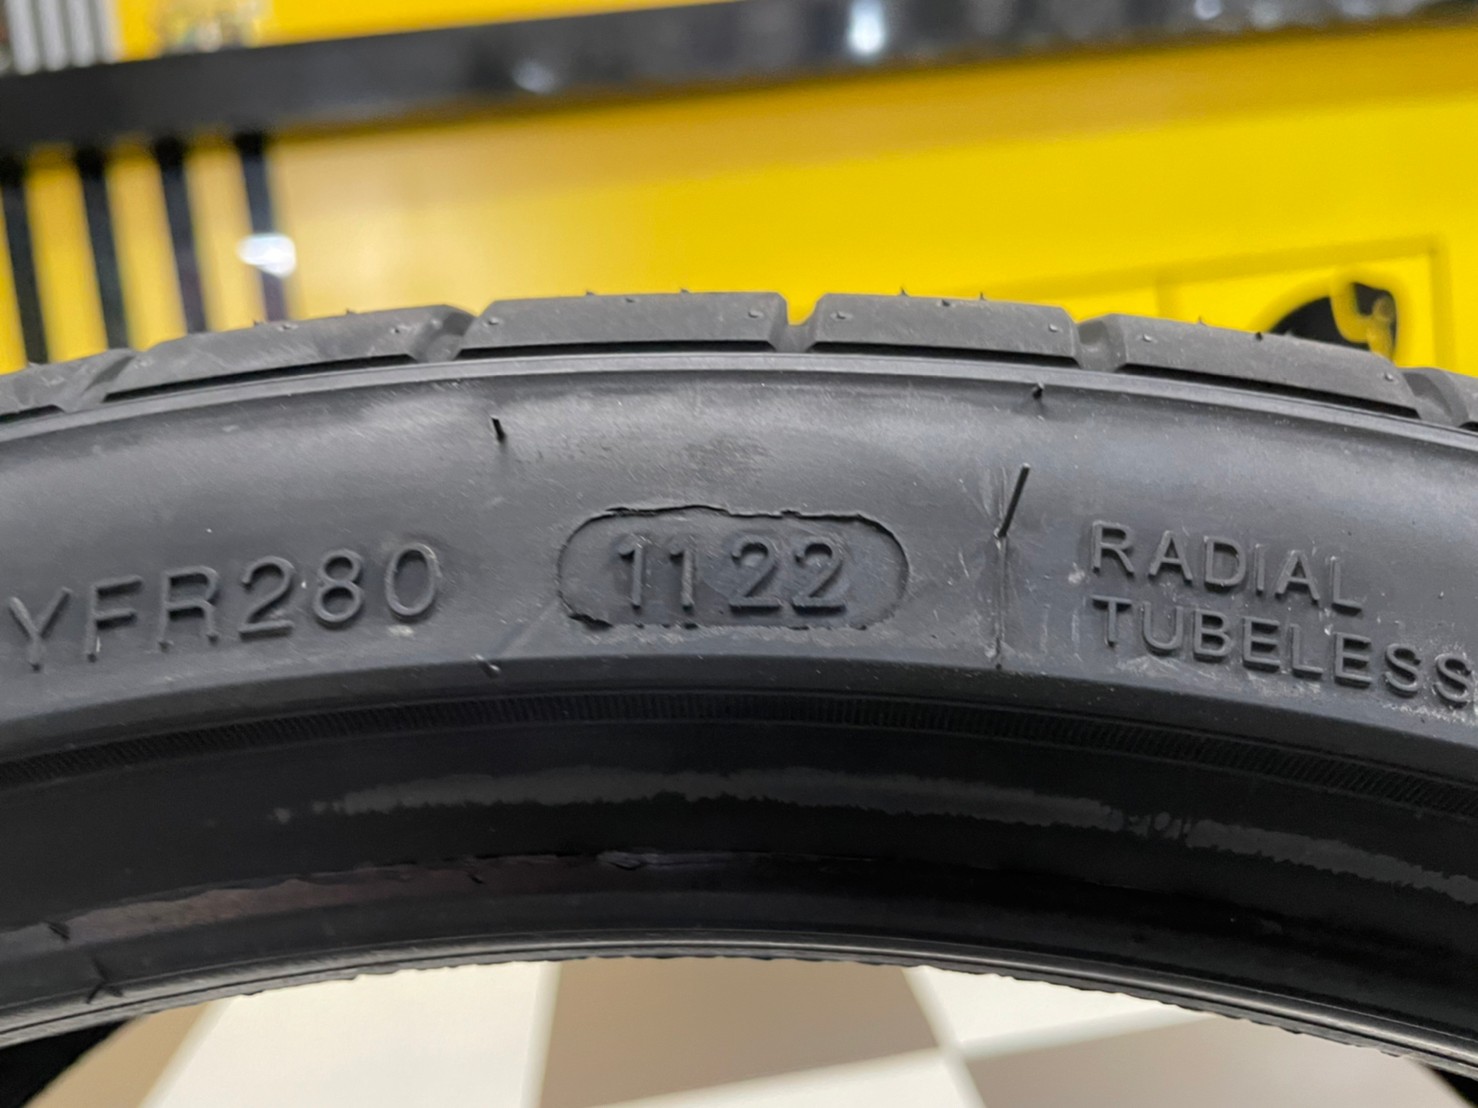 YFR280
1122
RADIAL
TUBELESS